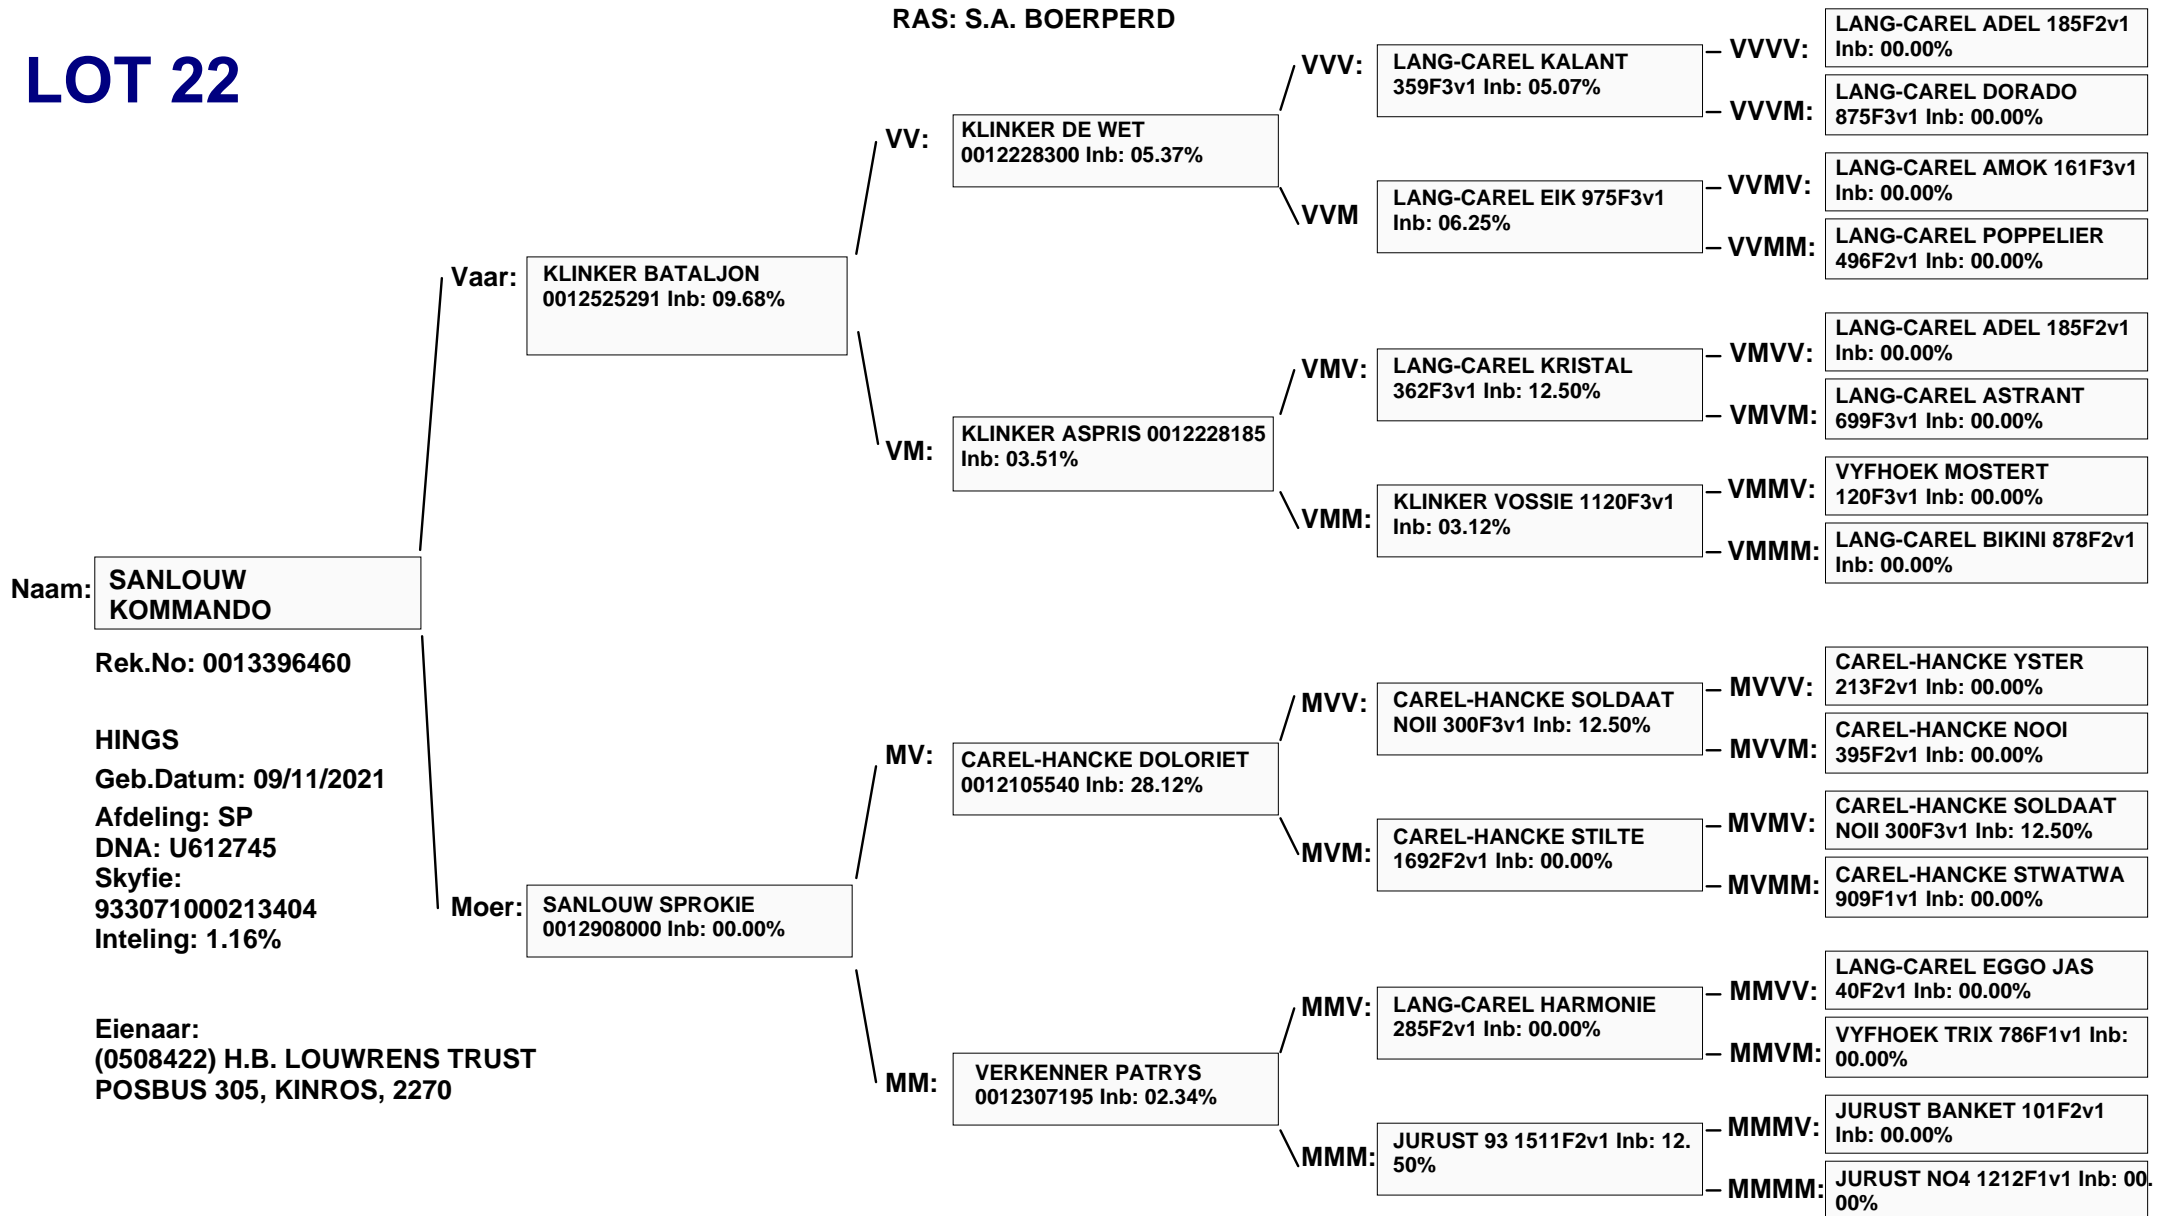 RAS: S.A. BOERPERD
LOT 22
Naam:
SANLOUW
KOMMANDO
Rek.No: 0013396460
HINGS
Geb.Datum: 09/11/2021
Afdeling: SP
DNA: U612745
Skyfie:
933071000213404
Inteling: 1.16%
Eienaar:
(0508422) H.B. LOUWRENS TRUST
POSBUS 305, KINROS, 2270
Vaar:
KLINKER BATALJON
0012525291 Inb: 09.68%
Moer:
SANLOUW SPROKIE
0012908000 Inb: 00.00%
VV:
KLINKER DE WET
0012228300 Inb: 05.37%
VM:
KLINKER ASPRIS 0012228185
Inb: 03.51%
MV:
CAREL-HANCKE DOLORIET
0012105540 Inb: 28.12%
MM:
VERKENNER PATRYS
0012307195 Inb: 02.34%
VVV:
LANG-CAREL KALANT
359F3v1 Inb: 05.07%
VVM
LANG-CAREL EIK 975F3v1
Inb: 06.25%
VMV:
LANG-CAREL KRISTAL
362F3v1 Inb: 12.50%
VMM:
KLINKER VOSSIE 1120F3v1
Inb: 03.12%
MVV:
CAREL-HANCKE SOLDAAT
NOII 300F3v1 Inb: 12.50%
MVM:
CAREL-HANCKE STILTE
1692F2v1 Inb: 00.00%
MMV:
LANG-CAREL HARMONIE
285F2v1 Inb: 00.00%
MMM:
JURUST 93 1511F2v1 Inb: 12.
50%
VVVV:
LANG-CAREL ADEL 185F2v1
Inb: 00.00%
VVVM:
LANG-CAREL DORADO
875F3v1 Inb: 00.00%
VVMV:
LANG-CAREL AMOK 161F3v1
Inb: 00.00%
VVMM:
LANG-CAREL POPPELIER
496F2v1 Inb: 00.00%
VMVV:
LANG-CAREL ADEL 185F2v1
Inb: 00.00%
VMVM:
LANG-CAREL ASTRANT
699F3v1 Inb: 00.00%
VMMV:
VYFHOEK MOSTERT
120F3v1 Inb: 00.00%
VMMM:
LANG-CAREL BIKINI 878F2v1
Inb: 00.00%
MVVV:
CAREL-HANCKE YSTER
213F2v1 Inb: 00.00%
MVVM:
CAREL-HANCKE NOOI
395F2v1 Inb: 00.00%
MVMV:
CAREL-HANCKE SOLDAAT
NOII 300F3v1 Inb: 12.50%
MVMM:
CAREL-HANCKE STWATWA
909F1v1 Inb: 00.00%
MMVV:
LANG-CAREL EGGO JAS
40F2v1 Inb: 00.00%
MMVM:
VYFHOEK TRIX 786F1v1 Inb:
00.00%
MMMV:
JURUST BANKET 101F2v1
Inb: 00.00%
MMMM:
JURUST NO4 1212F1v1 Inb: 00.
00%